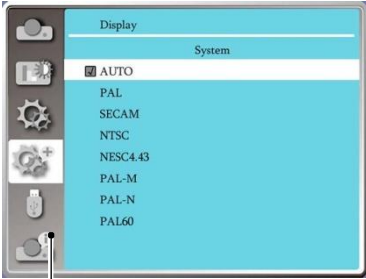 Display
System
AUTO
PAL
SECAM
NTSC
NESC4.43
PAL-M
PAL-N
PAL60